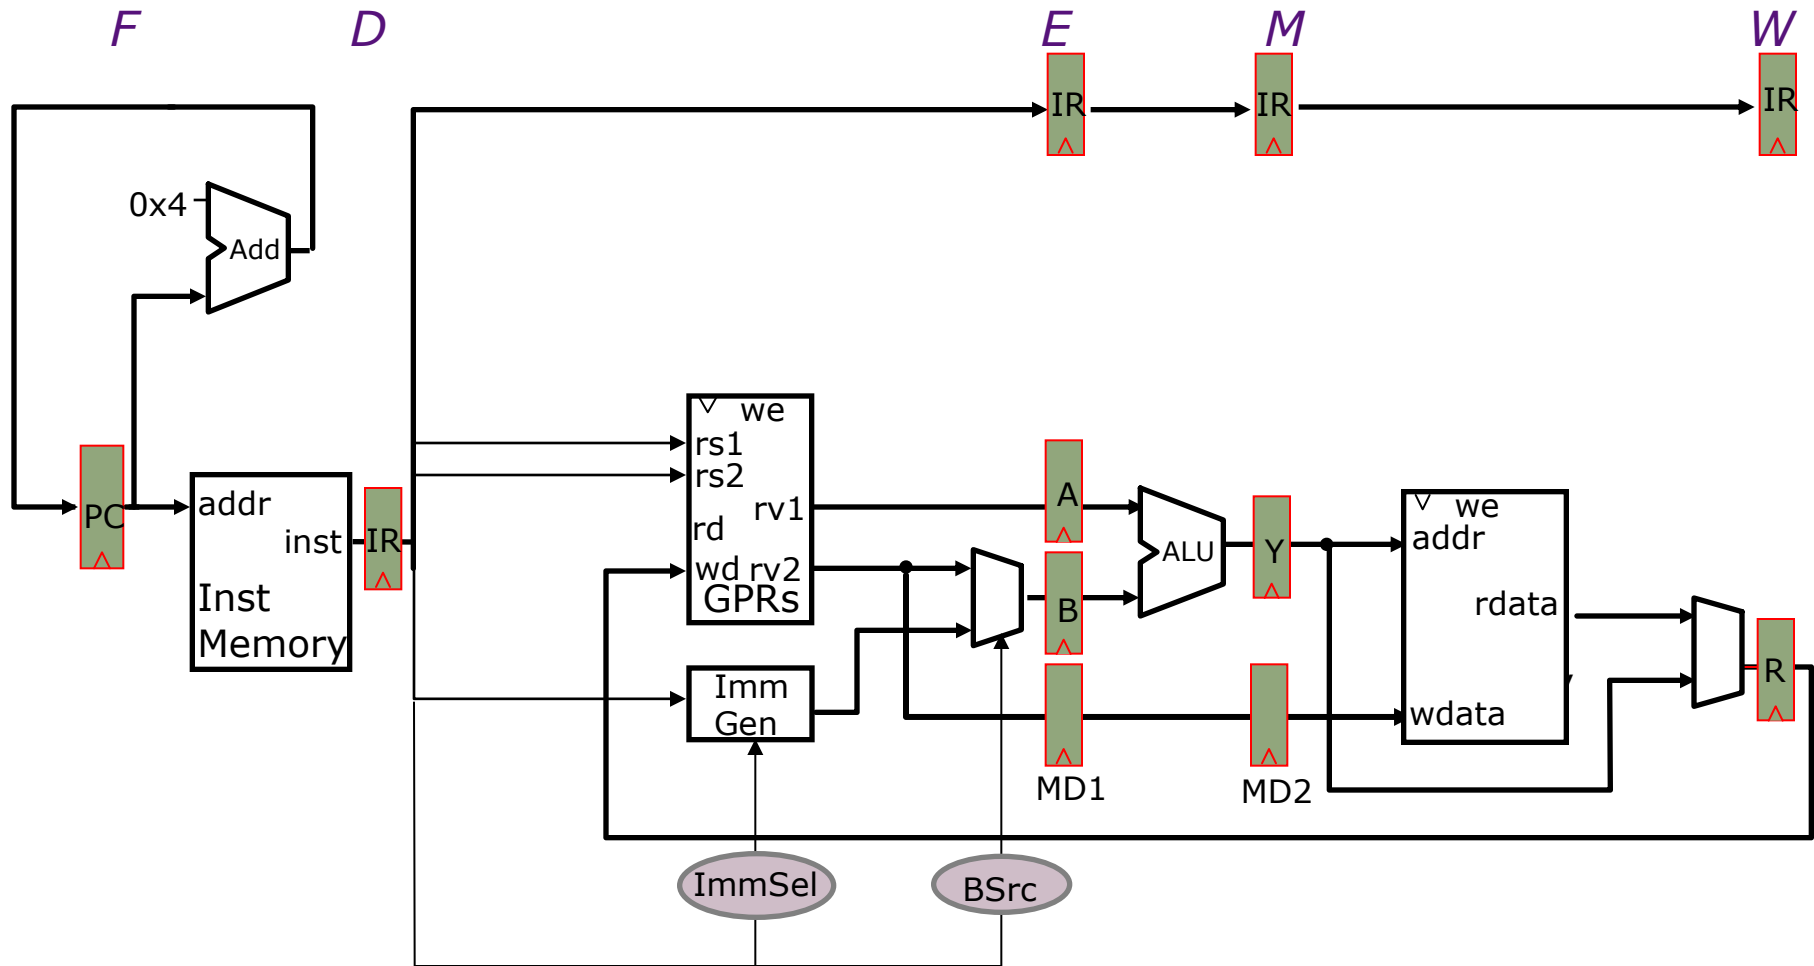 F D E M W
IR IR IR
0x4
Add
we
rs1
rs2
rd
rv1
wd rv2
GPRs
PC
addr
inst
Inst
Memory
IR
A
B
ALU
Y
we
addr
rdata
wdata
R
Imm
Gen
MD1
MD2
ImmSel
BSrc